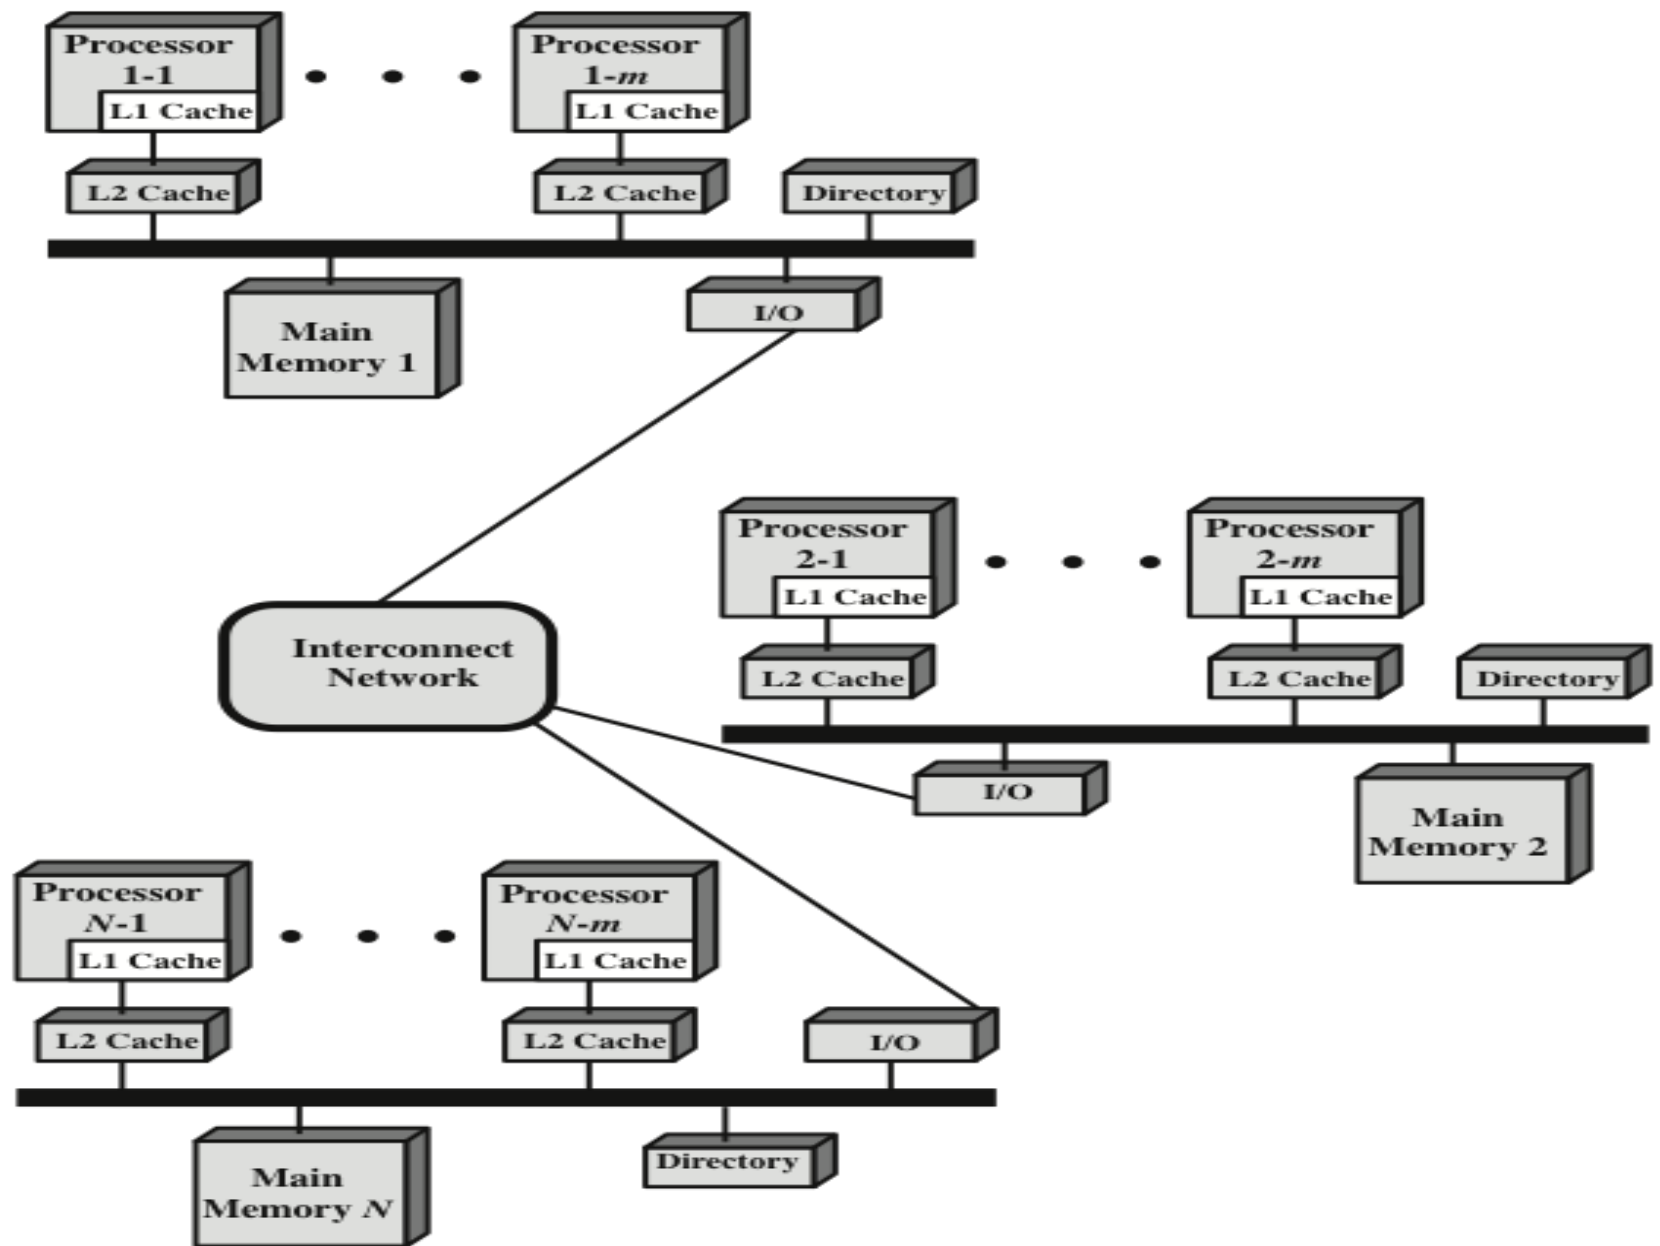 Processor
1-1
L1 Cache
Processor
1-m
L1 Cache
L2 Cache
L2 Cache
Directory
Main
Memory 1
I/O
Processor
2-1
L1 Cache
Processor
2-m
L1 Cache
L2 Cache
L2 Cache
Directory
Interconnect
Network
I/O
Main
Memory 2
Processor
N-1
L1 Cache
Processor
N-m
L1 Cache
L2 Cache
L2 Cache
I/O
Main
Memory N
Directory